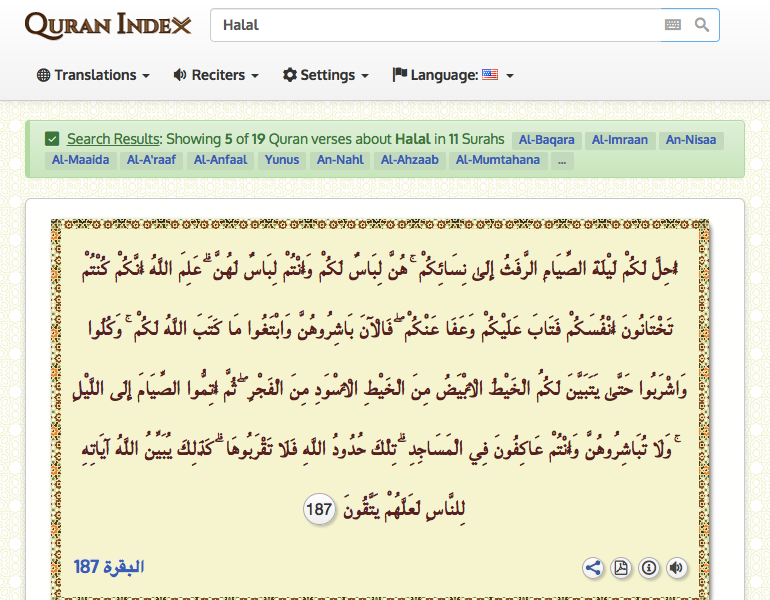 QURAN INDEX
Halal
Translations
Reciters
Settings
Language:
Search Results: Showing 5 of 19 Quran verses about Halal in 11 Surahs Al-Baqara Al-Imraan An-Nisaa
Al-Maaida Al-A'raaf Al-Anfaal Yunus An-Nahl Al-Ahzaab Al-Mumtahana ...
أُحِلَّ لَكُمْ لَيْلَةَ الصِّيَامِ الرَّفَثُ إِلَىٰ نِسَائِكُمْ ۚ هُنَّ لِبَاسٌ لَكُمْ وَأَنْتُمْ لِبَاسٌ لَهُنَّ ۗ عَلِمَ اللَّهُ أَنَّكُمْ كُنْتُمْ
تَخْتَانُونَ أَنْفُسَكُمْ فَتَابَ عَلَيْكُمْ وَعَفَا عَنْكُمْ ۖ فَالْآنَ بَاشِرُوهُنَّ وَابْتَغُوا مَا كَتَبَ اللَّهُ لَكُمْ ۚ وَكُلُوا
وَاشْرَبُوا حَتَّىٰ يَتَبَيَّنَ لَكُمُ الْخَيْطُ الْأَبْيَضُ مِنَ الْخَيْطِ الْأَسْوَدِ مِنَ الْفَجْرِ ۖ ثُمَّ أَتِمُّوا الصِّيَامَ إِلَى اللَّيْلِ
ۚ وَلَا تُبَاشِرُوهُنَّ وَأَنْتُمْ عَاكِفُونَ فِي الْمَسَاجِدِ ۗ تِلْكَ حُدُودُ اللَّهِ فَلَا تَقْرَبُوهَا ۗ كَذَٰلِكَ يُبَيِّنُ اللَّهُ آيَاتِهِ
لِلنَّاسِ لَعَلَّهُمْ يَتَّقُونَ 187
البقرة 187